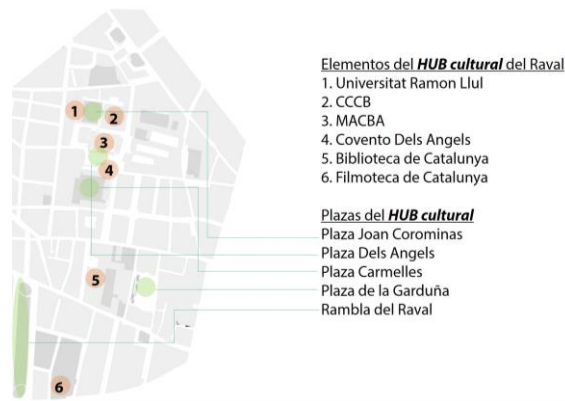 1
2
3
4
5
6
Elementos del HUB cultural del Raval
1. Universitat Ramon Llul
2. CCCB
3. MACBA
4. Covento Dels Angels
5. Biblioteca de Catalunya
6. Filmoteca de Catalunya
Plazas del HUB cultural
Plaza Joan Corominas
Plaza Dels Angels
Plaza Carmelles
Plaza de la Garduña
Rambla del Raval